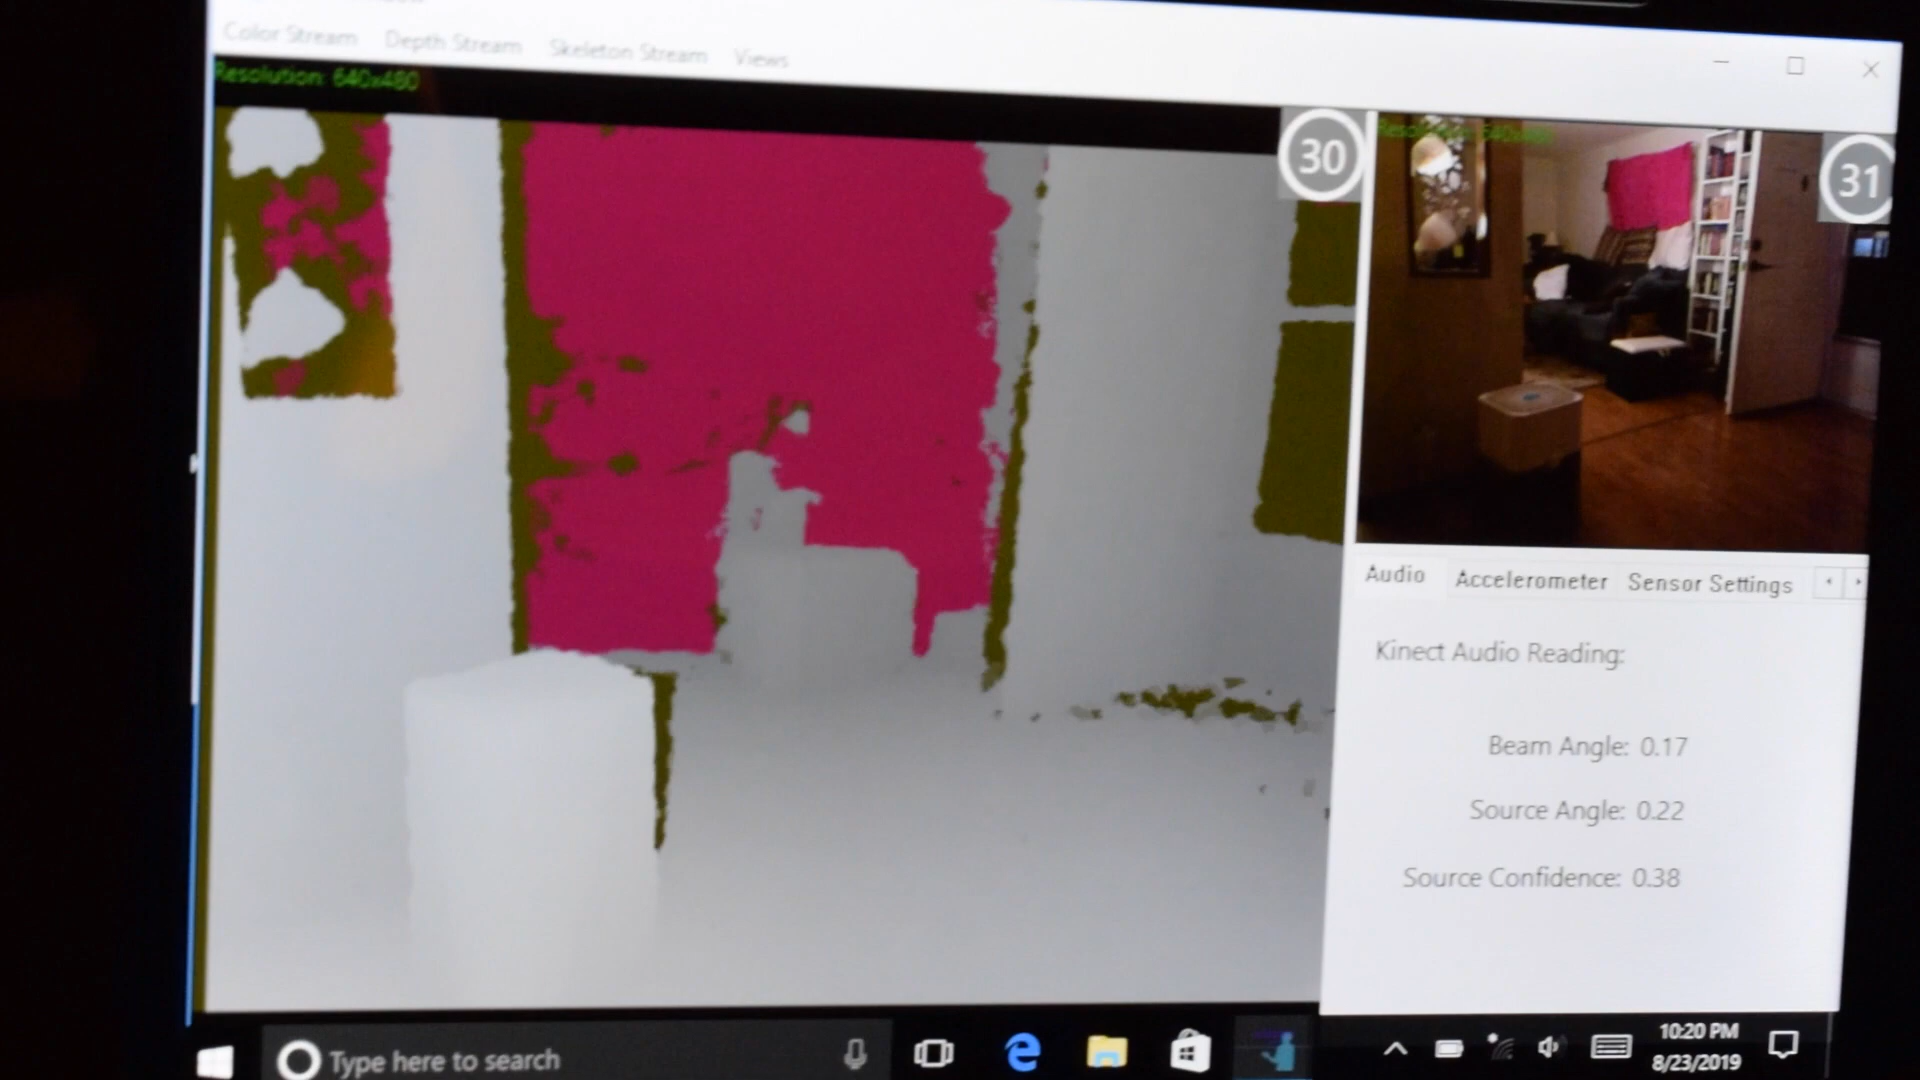 Color Stream Depth Stream Skeleton Stream Views
Resolution: 640x480
30
Resolution: 640x480
31
Audio Accelerometer Sensor Settings
Kinect Audio Reading:
Beam Angle: 0.17
Source Angle: 0.22
Source Confidence: 0.38
Type here to search
10:20 PM
8/23/2019